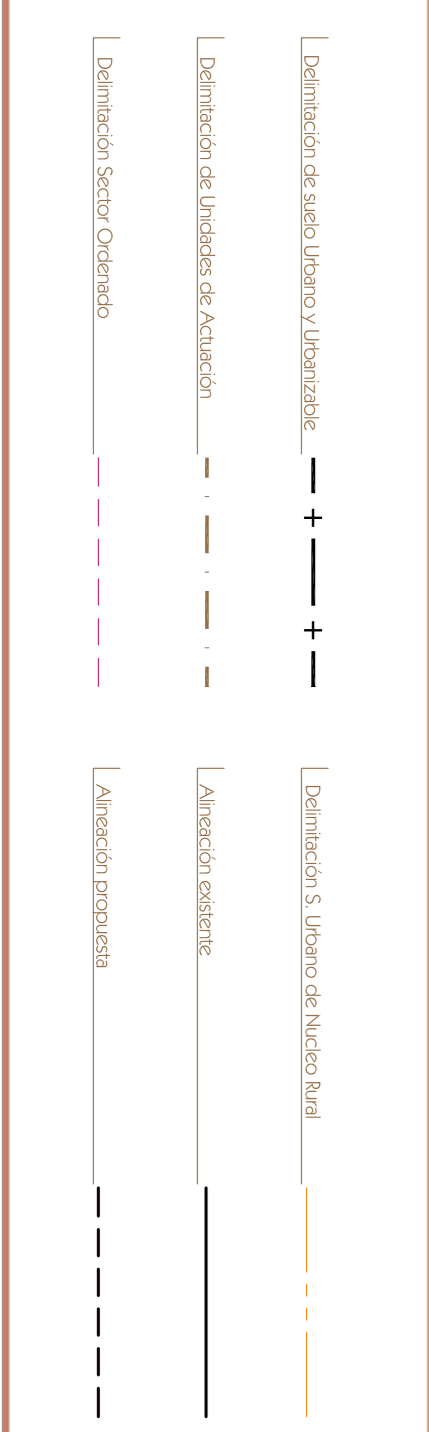 Delimitación de suelo Urbano y Urbanizable
Delimitación de Unidades de Actuación
Delimitación Sector Ordenado
Delimitación S. Urbano de Nucleo Rural
Alineación existente
Alineación propuesta